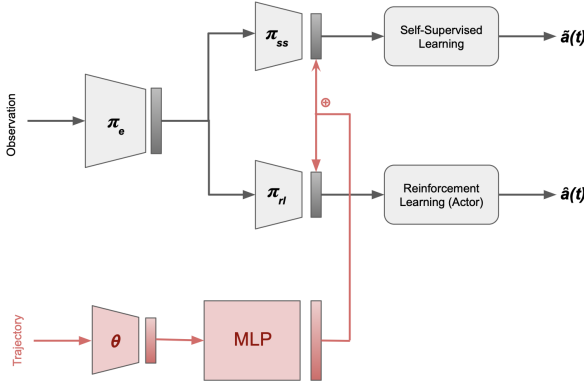 π_ss
Self-Supervised
Learning
ã(t)
Observation
π_e
⊕
π_rl
Reinforcement
Learning (Actor)
â(t)
Trajectory
θ
MLP